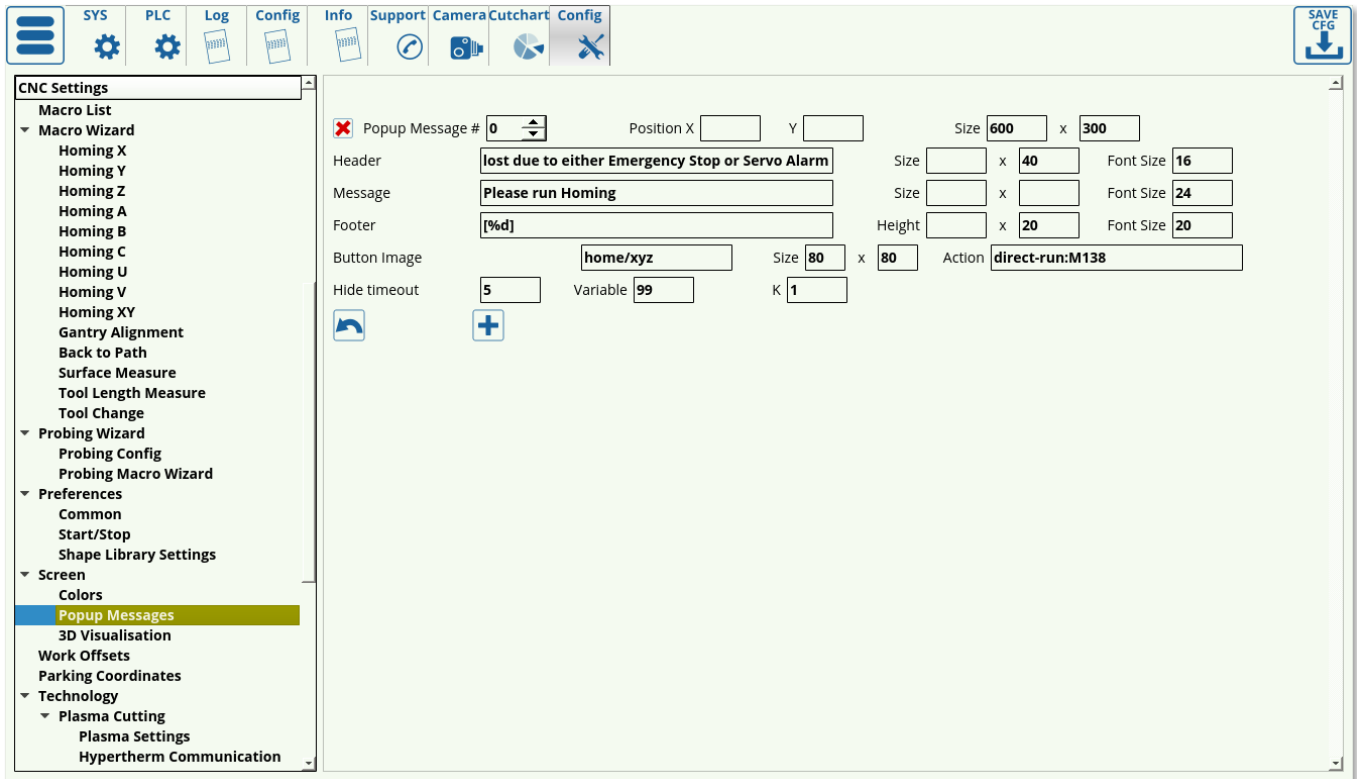 SYS PLC Log Config Info Support Camera Cutchart Config SAVE CFG
CNC Settings
Macro List
Macro Wizard
Homing X
Homing Y
Homing Z
Homing A
Homing B
Homing C
Homing U
Homing V
Homing XY
Gantry Alignment
Back to Path
Surface Measure
Tool Length Measure
Tool Change
Probing Wizard
Probing Config
Probing Macro Wizard
Preferences
Common
Start/Stop
Shape Library Settings
Screen
Colors
Popup Messages
3D Visualisation
Work Offsets
Parking Coordinates
Technology
Plasma Cutting
Plasma Settings
Hypertherm Communication
Popup Message # 0 Position X Y Size 600 x 300
Header lost due to either Emergency Stop or Servo Alarm Size x 40 Font Size 16
Message Please run Homing Size x Font Size 24
Footer [%d] Height x 20 Font Size 20
Button Image home/xyz Size 80 x 80 Action direct-run:M138
Hide timeout 5 Variable 99 K 1